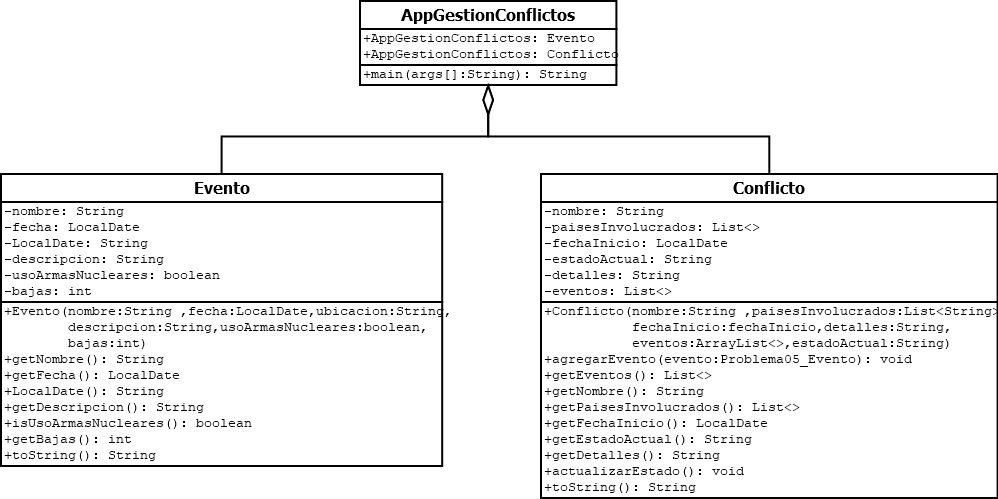 AppGestionConflictos
+AppGestionConflictos: Evento
+AppGestionConflictos: Conflicto
+main(args[]:String): String
Evento
-nombre: String
-fecha: LocalDate
-LocalDate: String
-descripcion: String
-usoArmasNucleares: boolean
-bajas: int
+Evento(nombre:String ,fecha:LocalDate,ubicacion:String,
descripcion:String,usoArmasNucleares:boolean,
bajas:int)
+getNombre(): String
+getFecha(): LocalDate
+LocalDate(): String
+getDescripcion(): String
+isUsoArmasNucleares(): boolean
+getBajas(): int
+toString(): String
Conflicto
-nombre: String
-paisesInvolucrados: List<>
-fechaInicio: LocalDate
-estadoActual: String
-detalles: String
-eventos: List<>
+Conflicto(nombre:String ,paisesInvolucrados:List<String>
fechaInicio:fechaInicio,detalles:String,
eventos:ArrayList<>,estadoActual:String)
+agregarEvento(evento:Problema05_Evento): void
+getEventos(): List<>
+getNombre(): String
+getPaisesInvolucrados(): List<>
+getFechaInicio(): LocalDate
+getEstadoActual(): String
+getDetalles(): String
+actualizarEstado(): void
+toString(): String